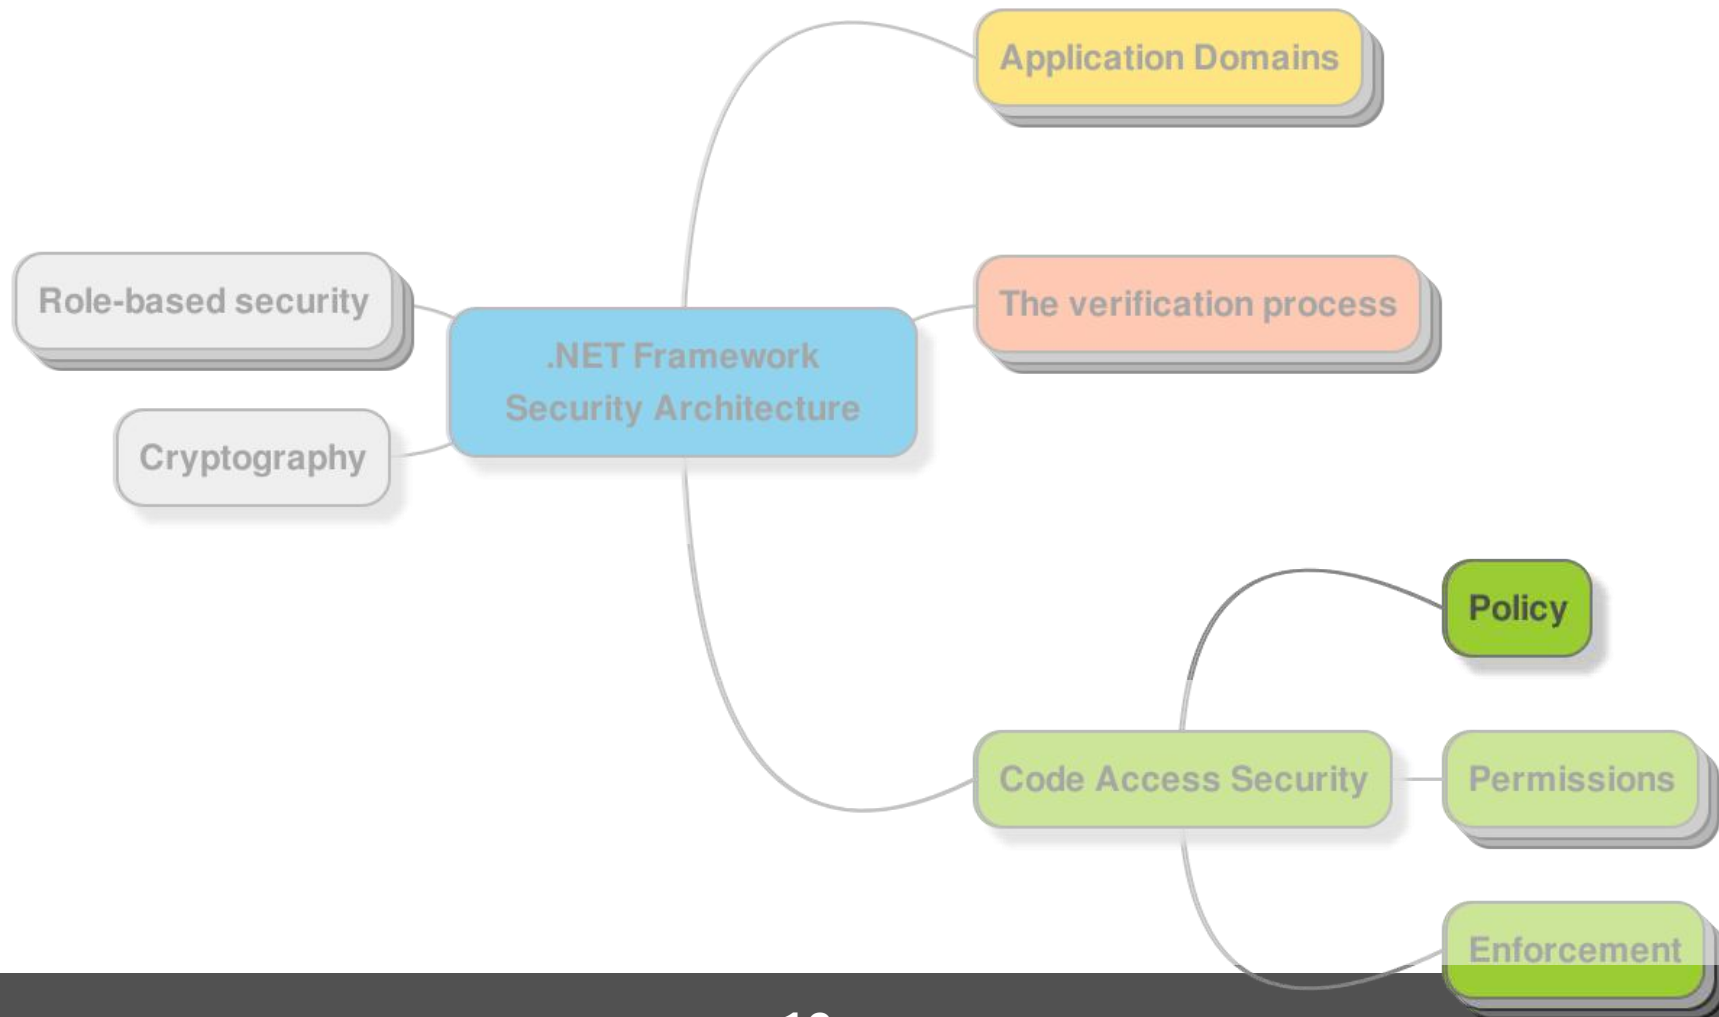 Application Domains
Role-based security
The verification process
.NET Framework
Security Architecture
Cryptography
Policy
Code Access Security
Permissions
Enforcement